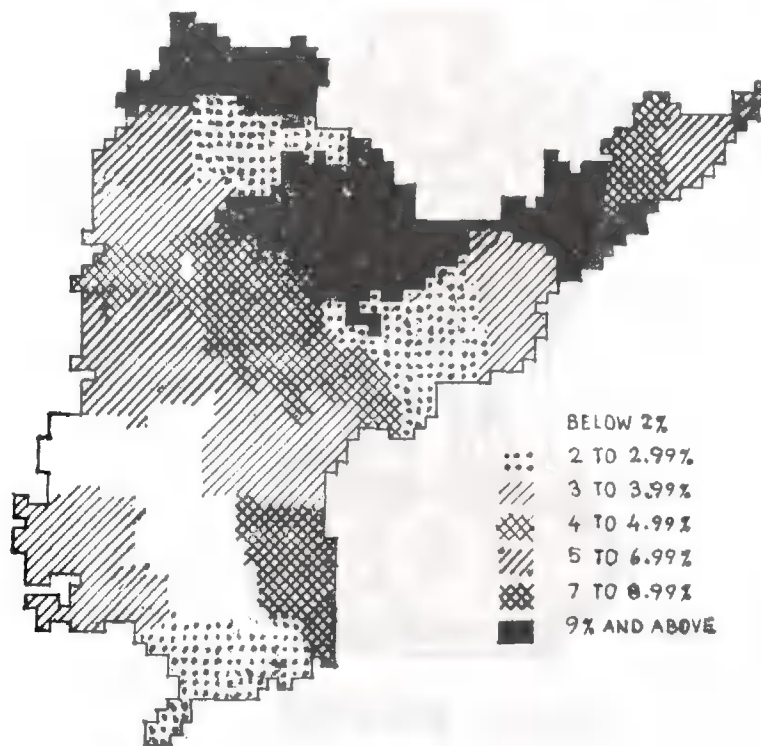 BELOW 2%
2 TO 2.99%
3 TO 3.99%
4 TO 4.99%
5 TO 6.99%
7 TO 8.99%
9% AND ABOVE